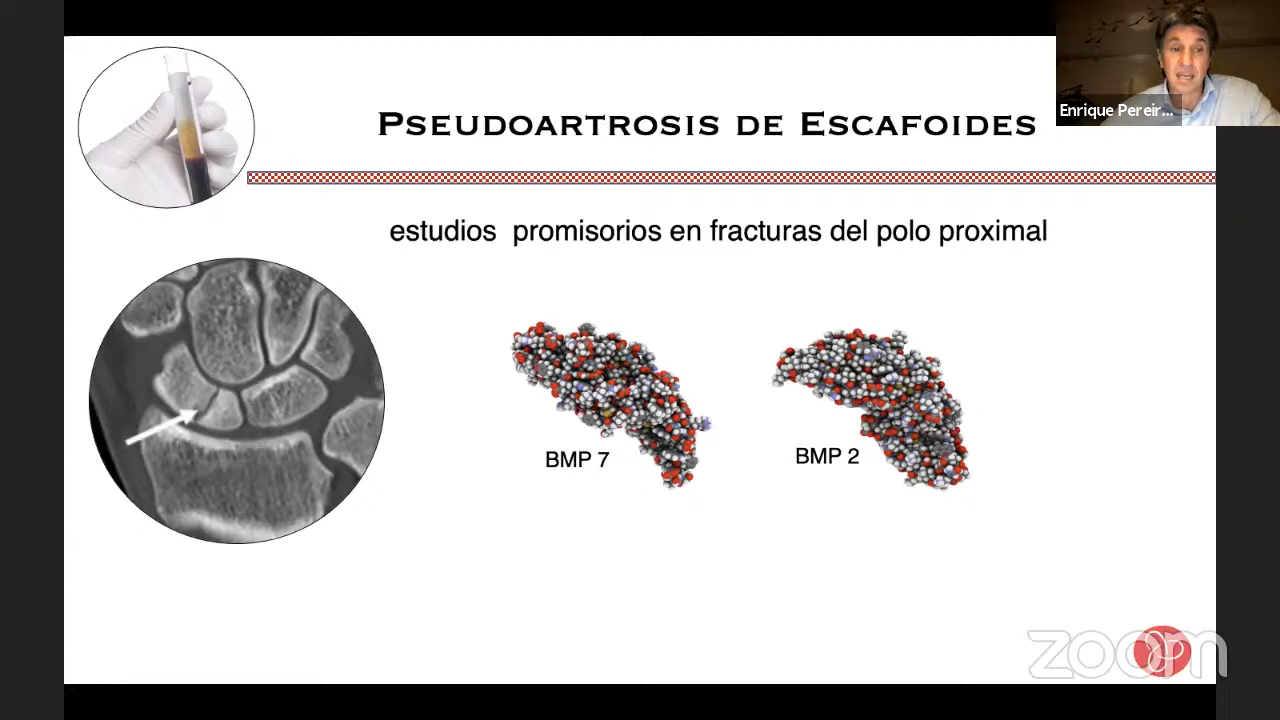 PSEUDOARTROSIS DE ESCAFOIDES
Enrique Pereir...
estudios promisorios en fracturas del polo proximal
BMP 7
BMP 2
zoom